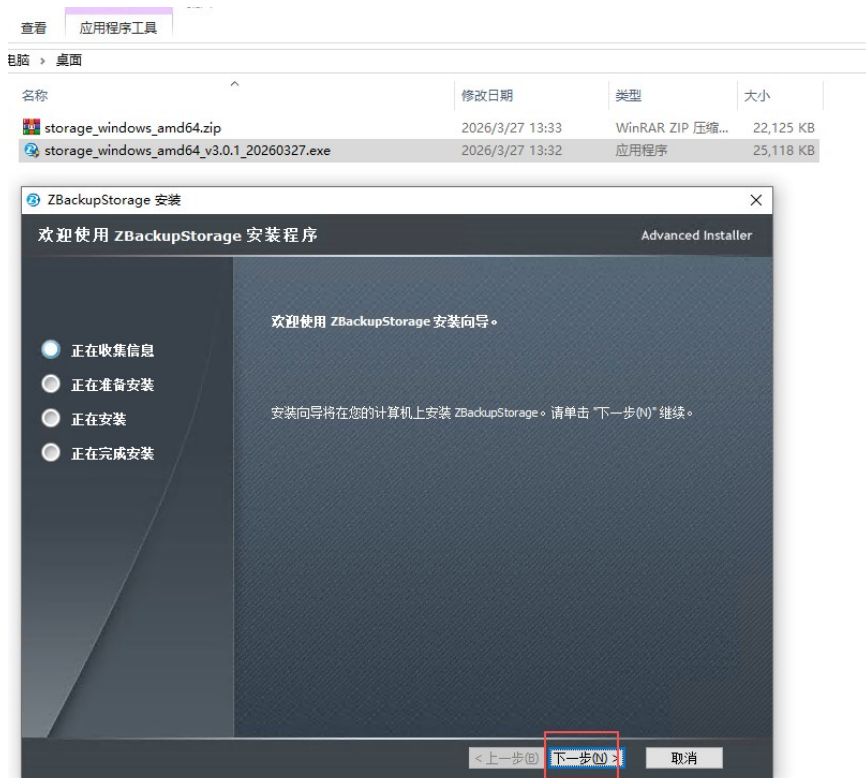 查看 应用程序工具
电脑 > 桌面
名称 修改日期 类型 大小
storage_windows_amd64.zip 2026/3/27 13:33 WinRAR ZIP 压缩... 22,125 KB
storage_windows_amd64_v3.0.1_20260327.exe 2026/3/27 13:32 应用程序 25,118 KB
ZBackupStorage 安装
欢迎使用 ZBackupStorage 安装程序 Advanced Installer
欢迎使用 ZBackupStorage 安装向导。
正在收集信息
正在准备安装
安装向导将在您的计算机上安装 ZBackupStorage。请单击 "下一步(N)" 继续。
正在安装
正在完成安装
< 上一步(B) 下一步(N) > 取消